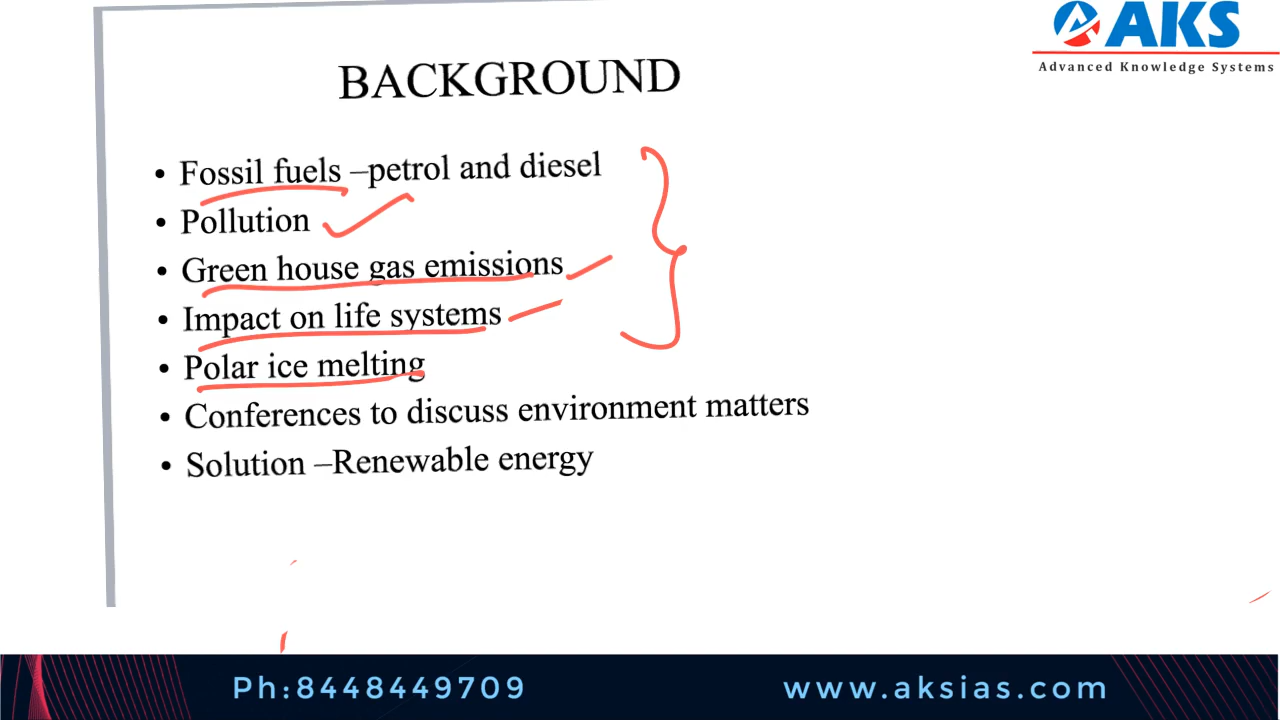 AKS
Advanced Knowledge Systems
BACKGROUND
• Fossil fuels –petrol and diesel
• Pollution
• Green house gas emissions
• Impact on life systems
• Polar ice melting
• Conferences to discuss environment matters
• Solution –Renewable energy
Ph:8448449709
www.aksias.com